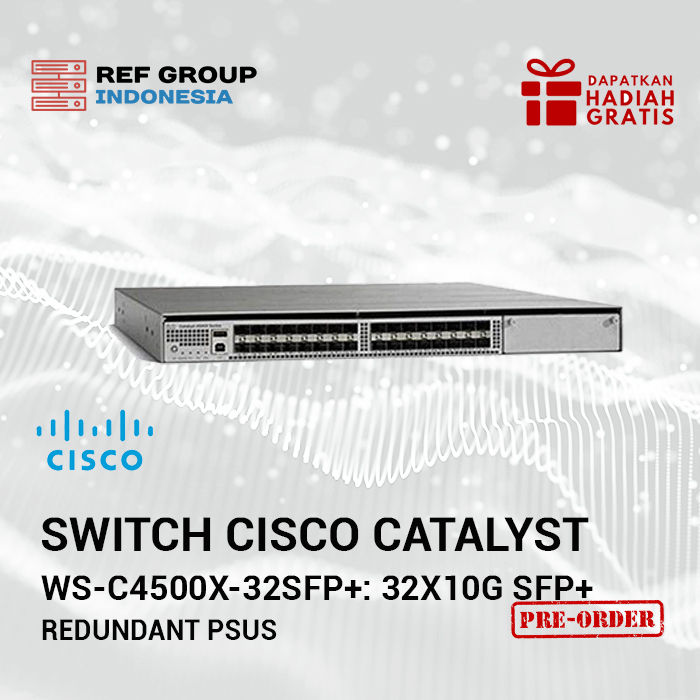 REF GROUP
INDONESIA
DAPATKAN
HADIAH
GRATIS
CISCO
SWITCH CISCO CATALYST
WS-C4500X-32SFP+: 32X10G SFP+
REDUNDANT PSUS
PRE-ORDER